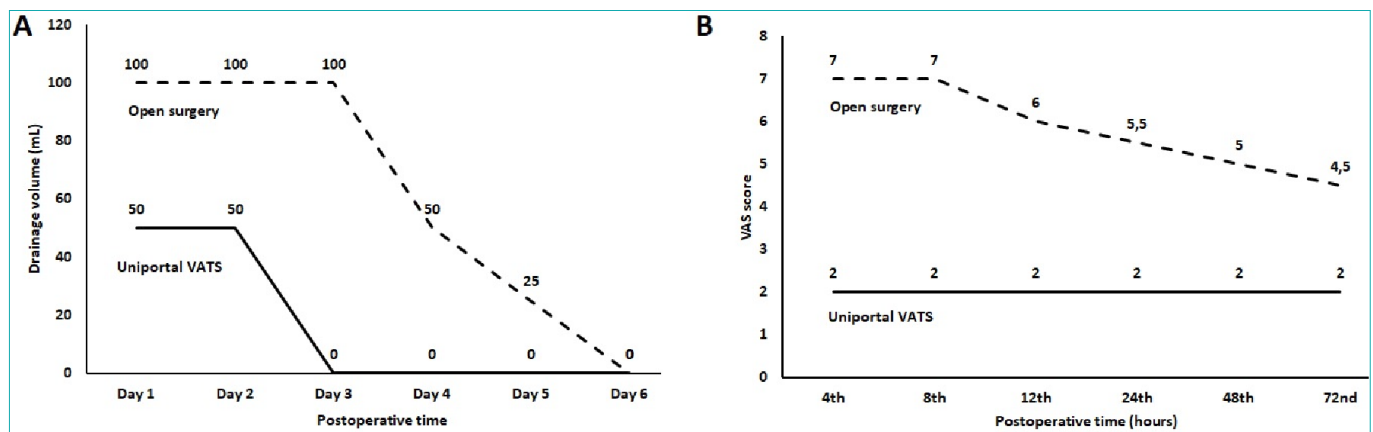 A
120
100
80
60
40
20
0
Drainage volume (mL)
100 100 100
Open surgery
50 50 50
Uniportal VATS
25
0 0 0 0
Day 1 Day 2 Day 3 Day 4 Day 5 Day 6
Postoperative time
B
8
7
6
5
4
3
2
1
0
VAS score
7 7
Open surgery
6
5,5
5
4,5
2 2 2 2 2 2
Uniportal VATS
4th 8th 12th 24th 48th 72nd
Postoperative time (hours)